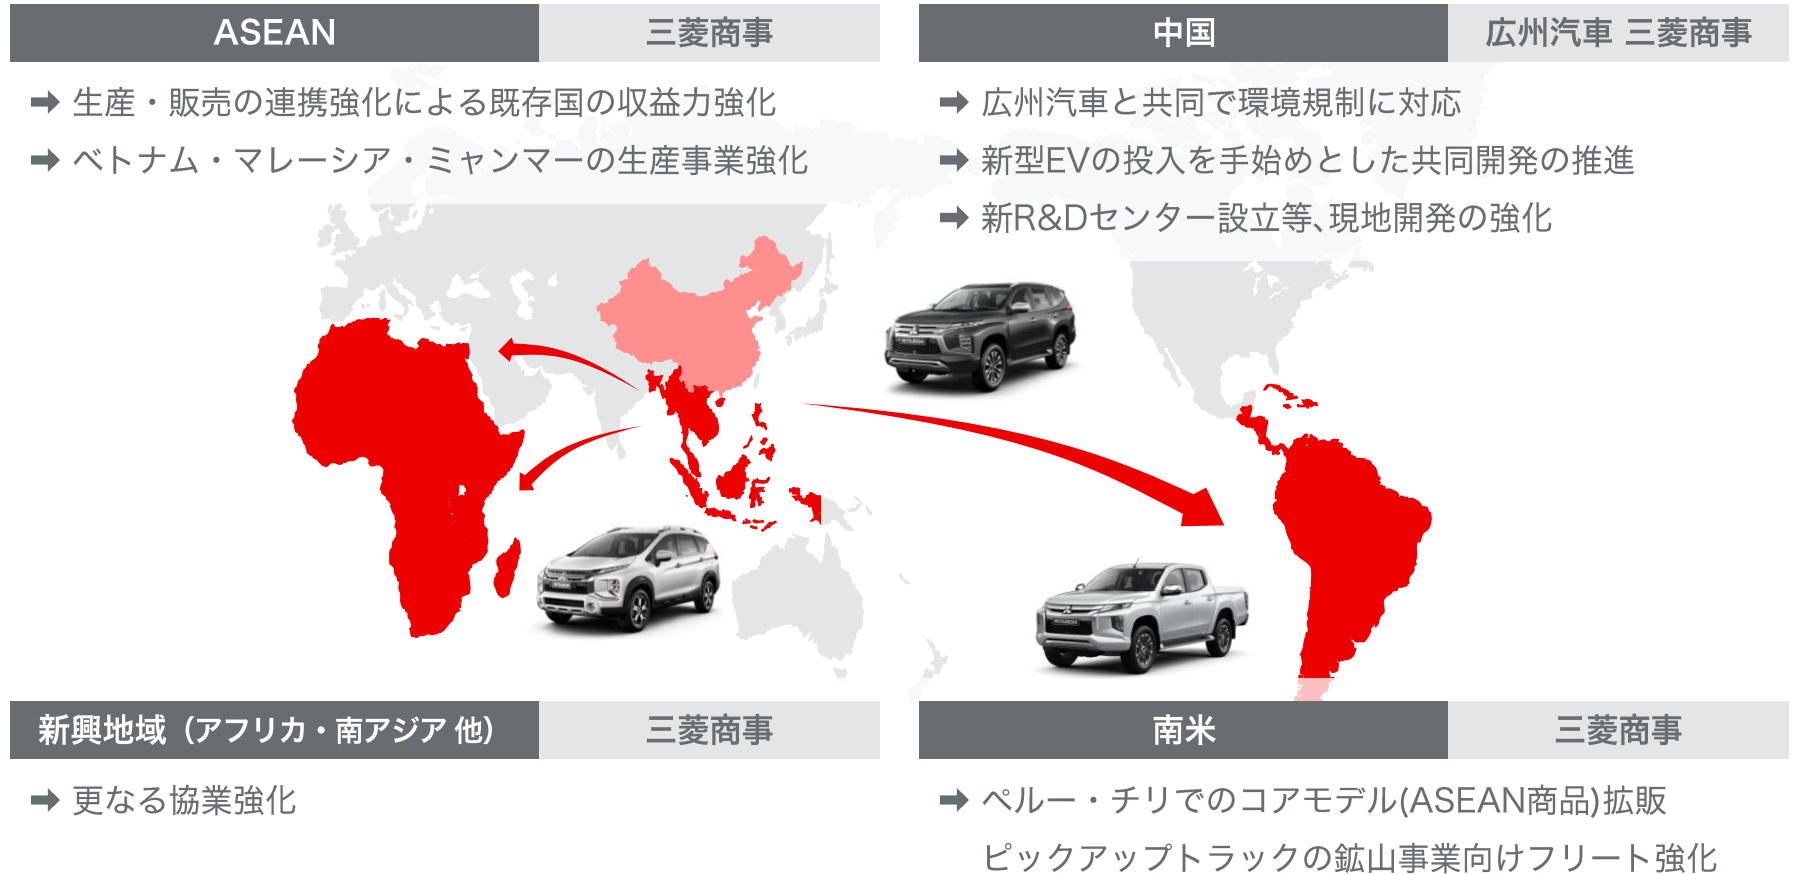 ASEAN 三菱商事
生産・販売の連携強化による既存国の収益力強化
ベトナム・マレーシア・ミャンマーの生産事業強化
中国 広州汽車 三菱商事
広州汽車と共同で環境規制に対応
新型EVの投入を手始めとした共同開発の推進
新R&Dセンター設立等、現地開発の強化
新興地域（アフリカ・南アジア 他） 三菱商事
更なる協業強化
南米 三菱商事
ペルー・チリでのコアモデル(ASEAN商品)拡販
ピックアップトラックの鉱山事業向けフリート強化